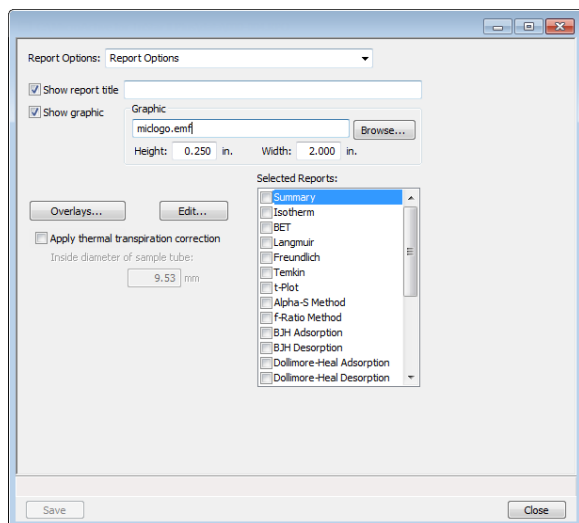 Report Options: Report Options
Show report title
Show graphic
Graphic
miclogo.emf
Browse...
Height: 0.250 in. Width: 2.000 in.
Selected Reports:
Summary
Isotherm
BET
Langmuir
Freundlich
Temkin
t-Plot
Alpha-S Method
f-Ratio Method
BJH Adsorption
BJH Desorption
Dollimore-Heal Adsorption
Dollimore-Heal Desorption
Overlays... Edit...
Apply thermal transpiration correction
Inside diameter of sample tube:
9.53 mm
Save Close